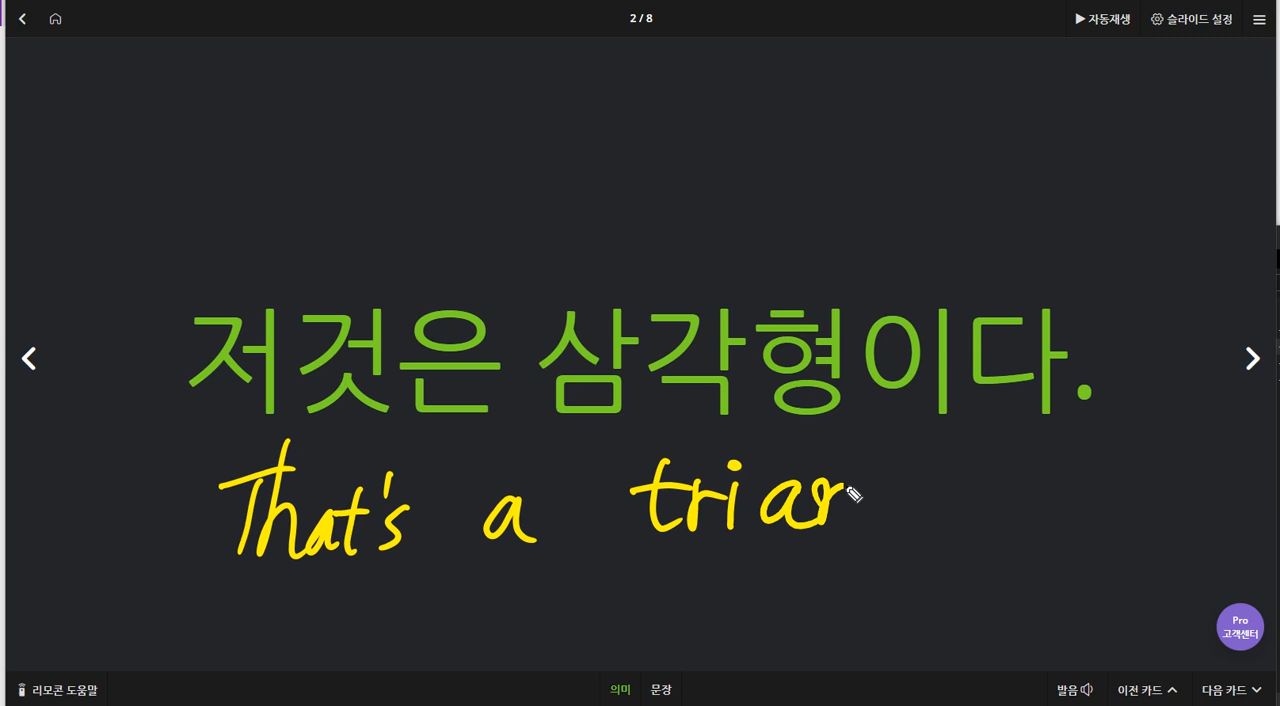 2 / 8
자동재생
슬라이드 설정
저것은 삼각형이다.
That's a triar
Pro
고객센터
리모콘 도움말
의미
문장
발음
이전 카드
다음 카드